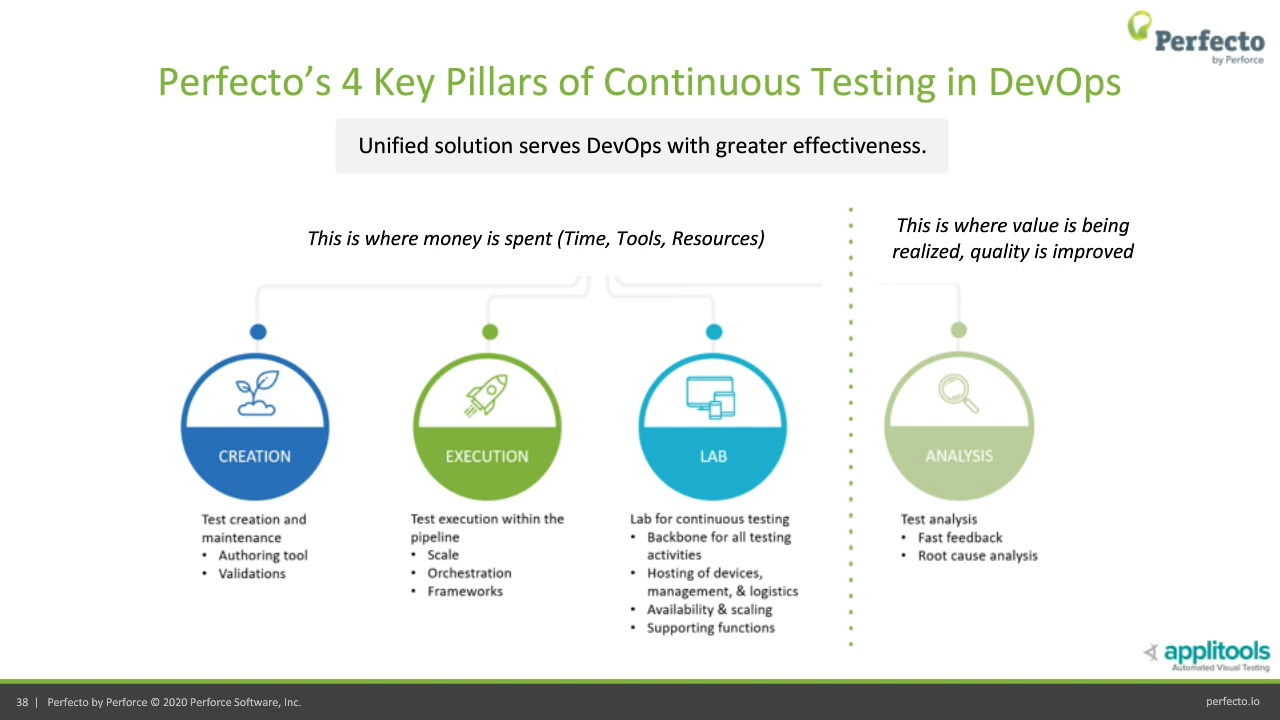 Perfecto
by Perforce
Perfecto’s 4 Key Pillars of Continuous Testing in DevOps
Unified solution serves DevOps with greater effectiveness.
This is where money is spent (Time, Tools, Resources)
This is where value is being
realized, quality is improved
CREATION
Test creation and
maintenance
• Authoring tool
• Validations
EXECUTION
Test execution within the
pipeline
• Scale
• Orchestration
• Frameworks
LAB
Lab for continuous testing
• Backbone for all testing
activities
• Hosting of devices,
management, & logistics
• Availability & scaling
• Supporting functions
ANALYSIS
Test analysis
• Fast feedback
• Root cause analysis
applitools
Automated Visual Testing
38 | Perfecto by Perforce © 2020 Perforce Software, Inc.
perfecto.io